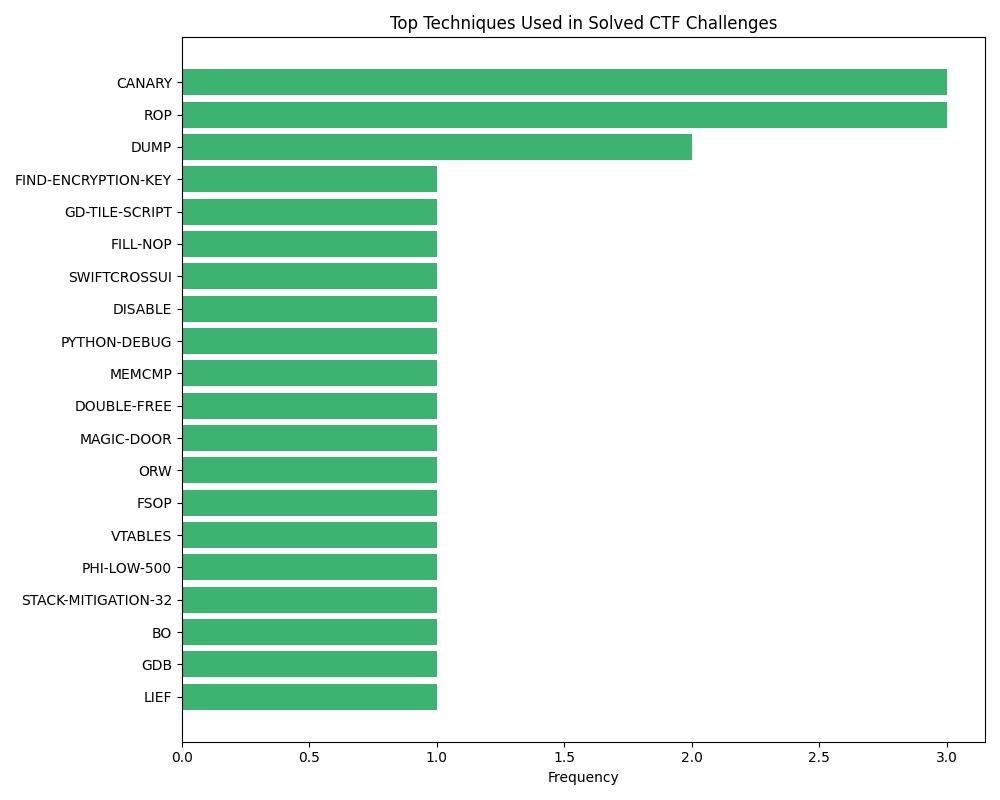 Top Techniques Used in Solved CTF Challenges
CANARY
ROP
DUMP
FIND-ENCRYPTION-KEY
GD-TILE-SCRIPT
FILL-NOP
SWIFTCROSSUI
DISABLE
PYTHON-DEBUG
MEMCMP
DOUBLE-FREE
MAGIC-DOOR
ORW
FSOP
VTABLES
PHI-LOW-500
STACK-MITIGATION-32
BO
GDB
LIEF
0.0 0.5 1.0 1.5 2.0 2.5 3.0
Frequency